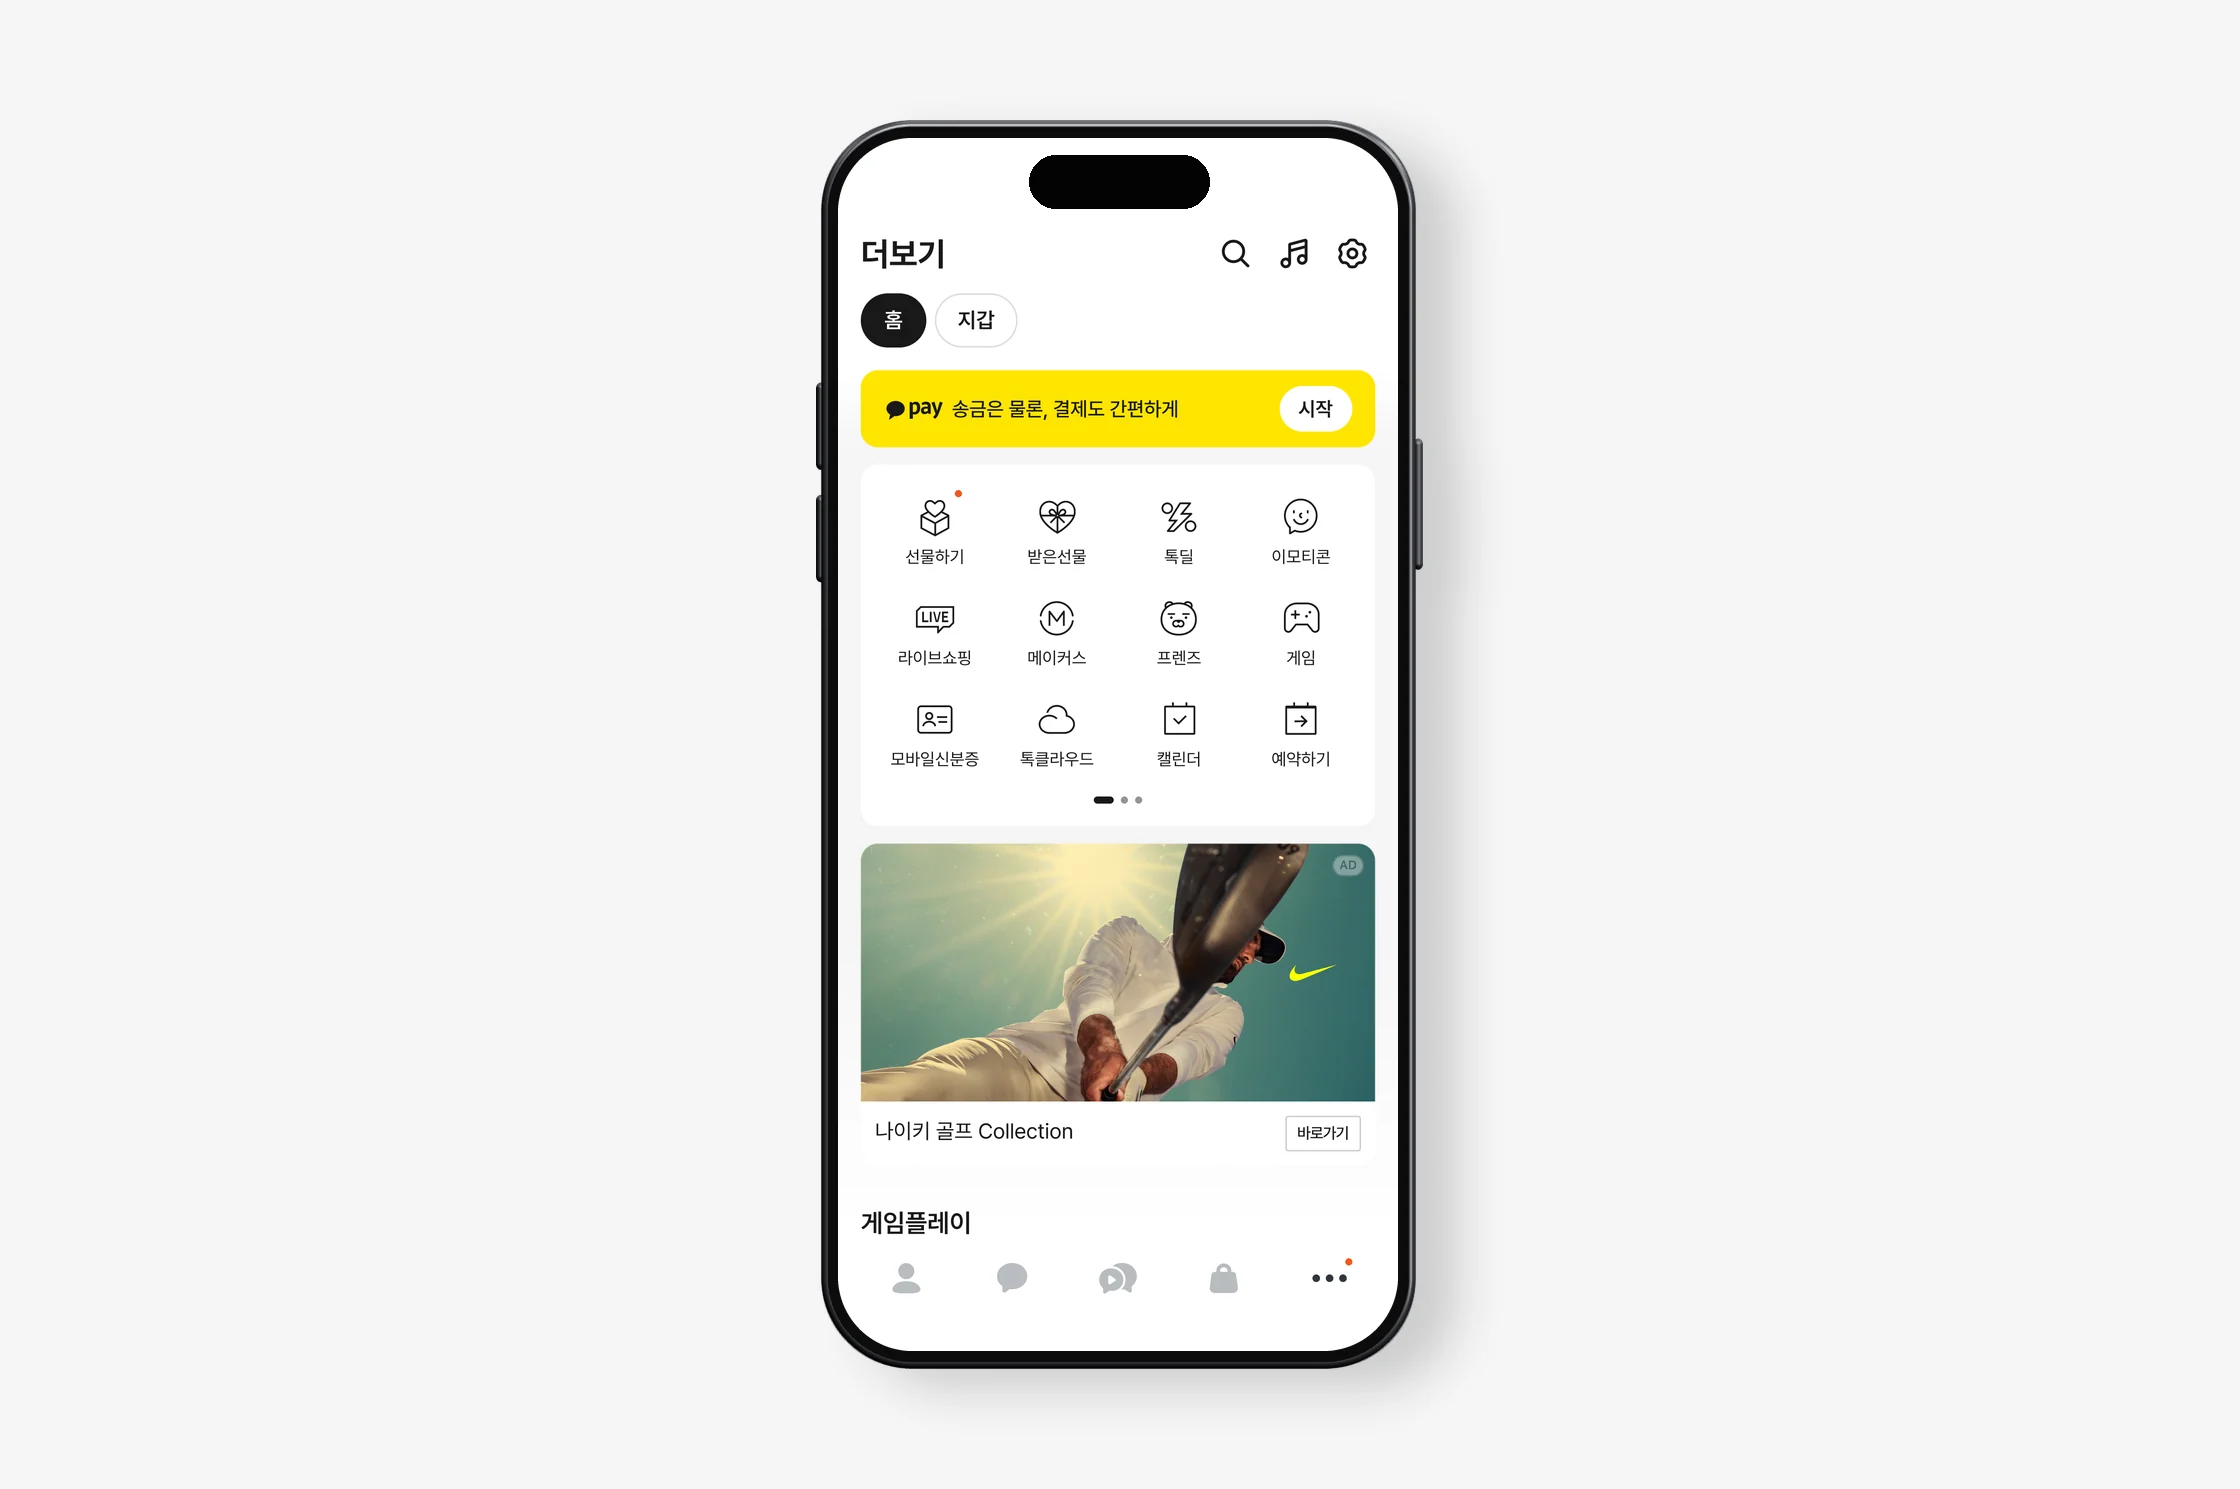 더보기
홈 지갑
pay 송금은 물론, 결제도 간편하게 시작
선물하기 받은선물 톡딜 이모티콘
LIVE M
라이브쇼핑 메이커스 프렌즈 게임
모바일신분증 톡클라우드 캘린더 예약하기
AD
나이키 골프 Collection 바로가기
게임플레이